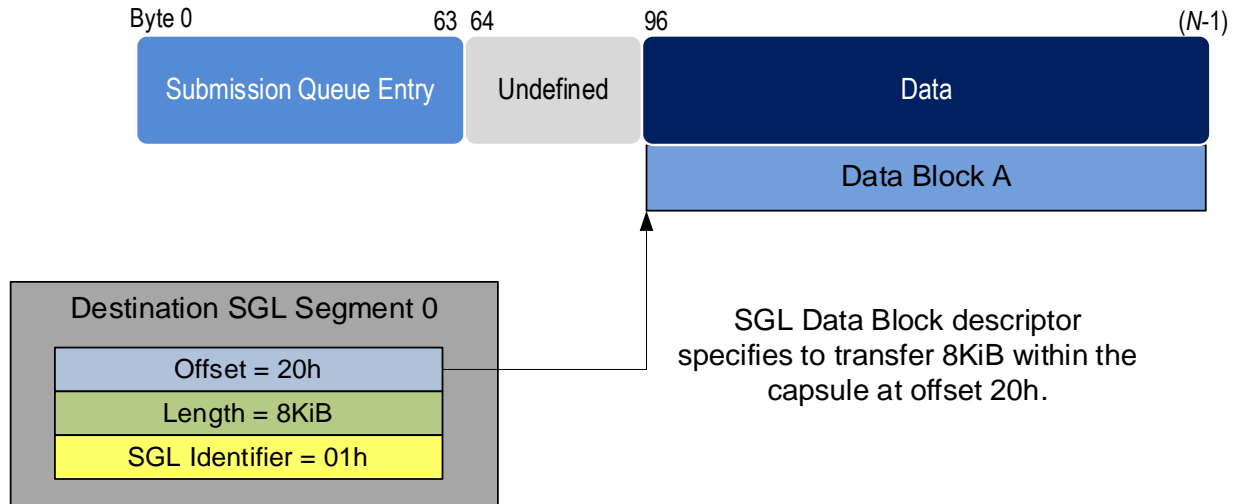 Byte 0 63 64 96 (N-1)
Submission Queue Entry Undefined Data
Data Block A
Destination SGL Segment 0
Offset = 20h
Length = 8KiB
SGL Identifier = 01h
SGL Data Block descriptor
specifies to transfer 8KiB within the
capsule at offset 20h.